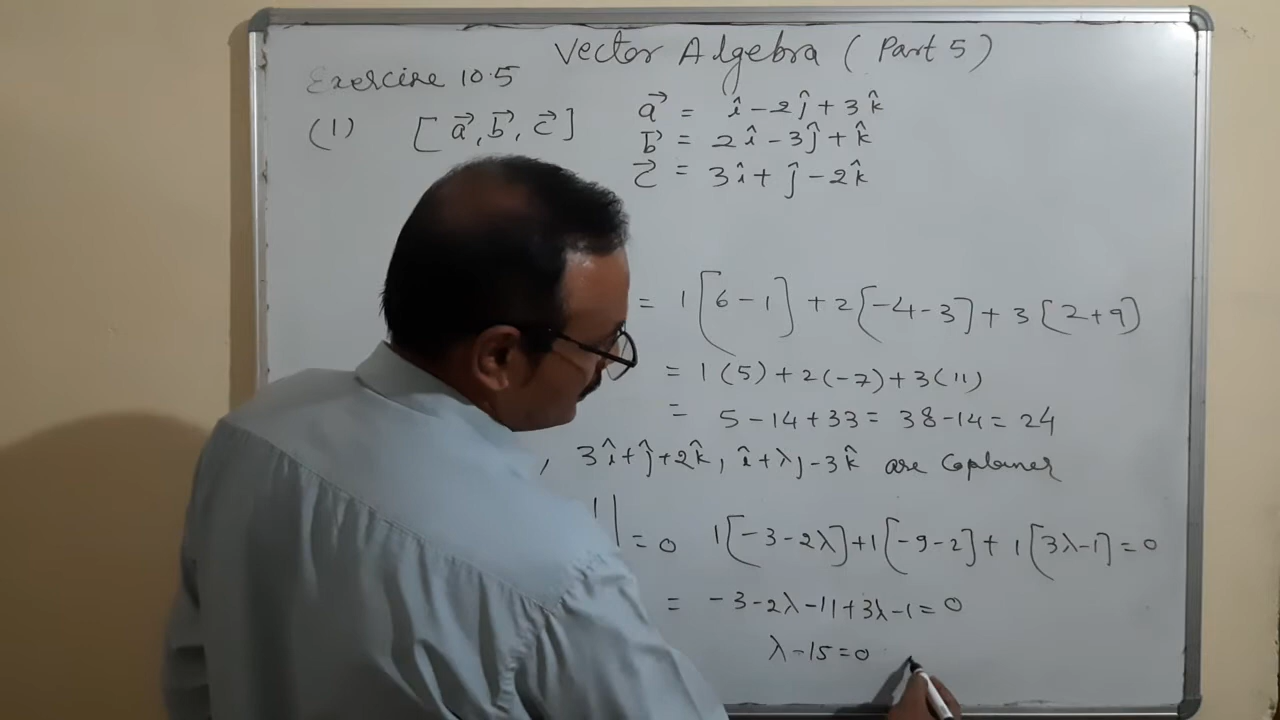 Vector Algebra (Part 5)
Exercise 10.5
(1) [a⃗, b⃗, c⃗] a⃗ = î - 2ĵ + 3k̂
b⃗ = 2î - 3ĵ + k̂
c⃗ = 3î + ĵ - 2k̂
= 1[6 - 1] + 2[-4 - 3] + 3[2 + 9]
= 1(5) + 2(-7) + 3(11)
= 5 - 14 + 33 = 38 - 14 = 24
, 3î + ĵ + 2k̂, î + λj - 3k̂ are Coplaner
1| = 0 1[-3 - 2λ] + 1[-9 - 2] + 1[3λ - 1] = 0
= -3 - 2λ - 11 + 3λ - 1 = 0
λ - 15 = 0